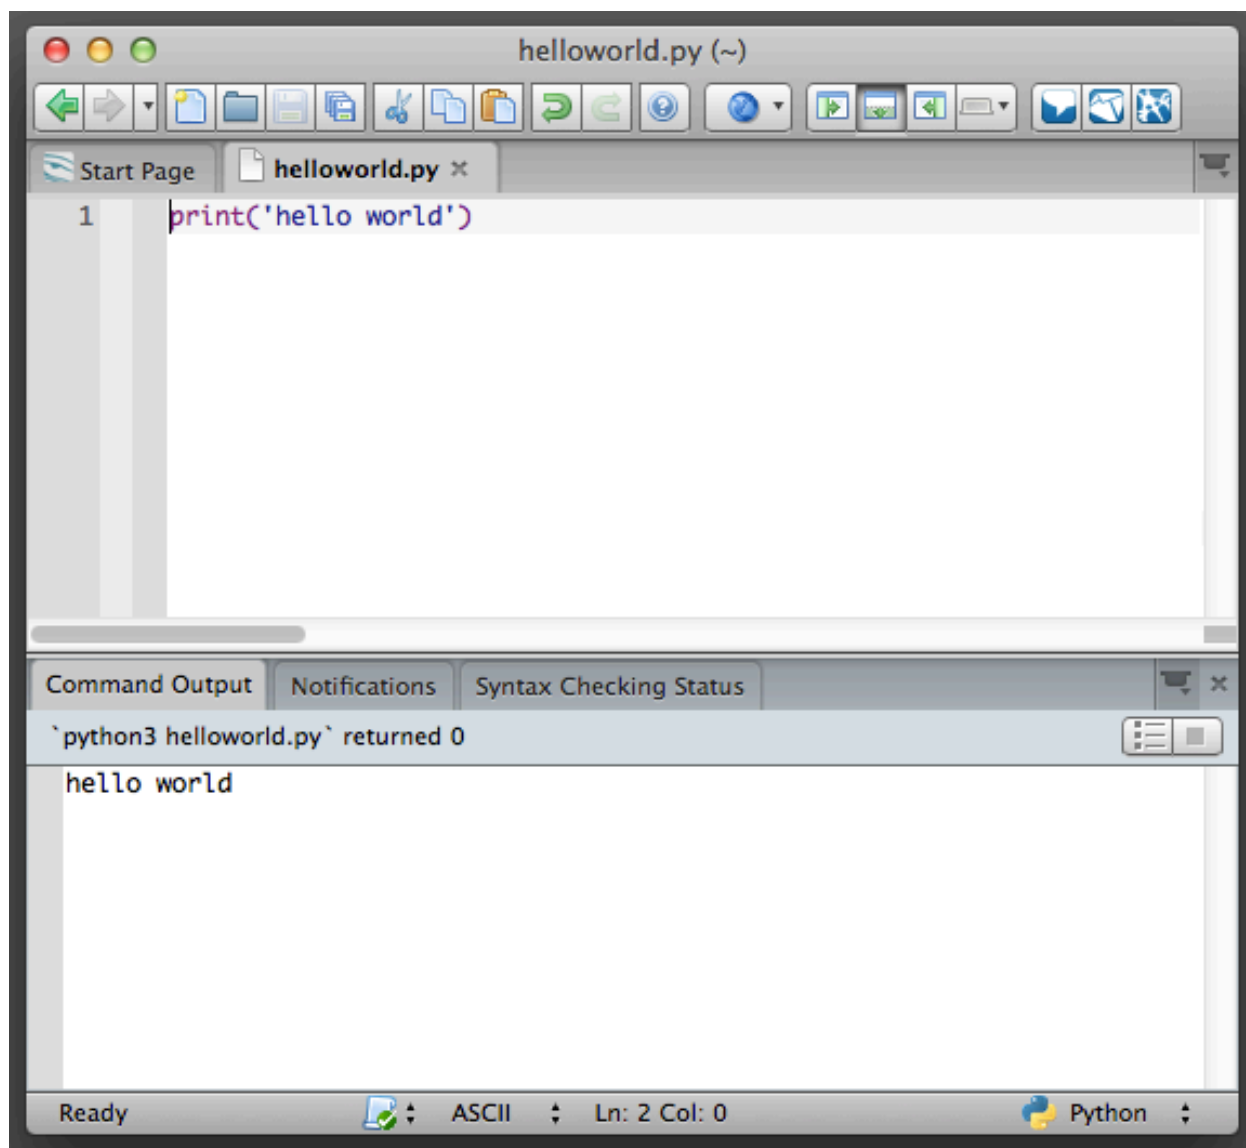 helloworld.py (~)
Start Page helloworld.py
1 print('hello world')
Command Output Notifications Syntax Checking Status
`python3 helloworld.py` returned 0
hello world
Ready ASCII Ln: 2 Col: 0 Python